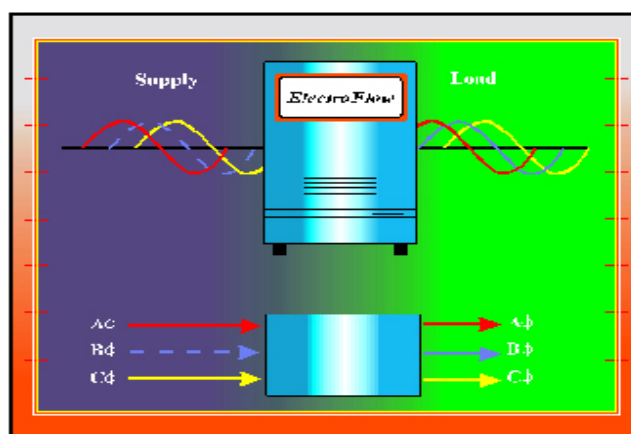 Supply
Load
ElectroFlow
Aϕ
Aϕ
Bϕ
Bϕ
Cϕ
Cϕ